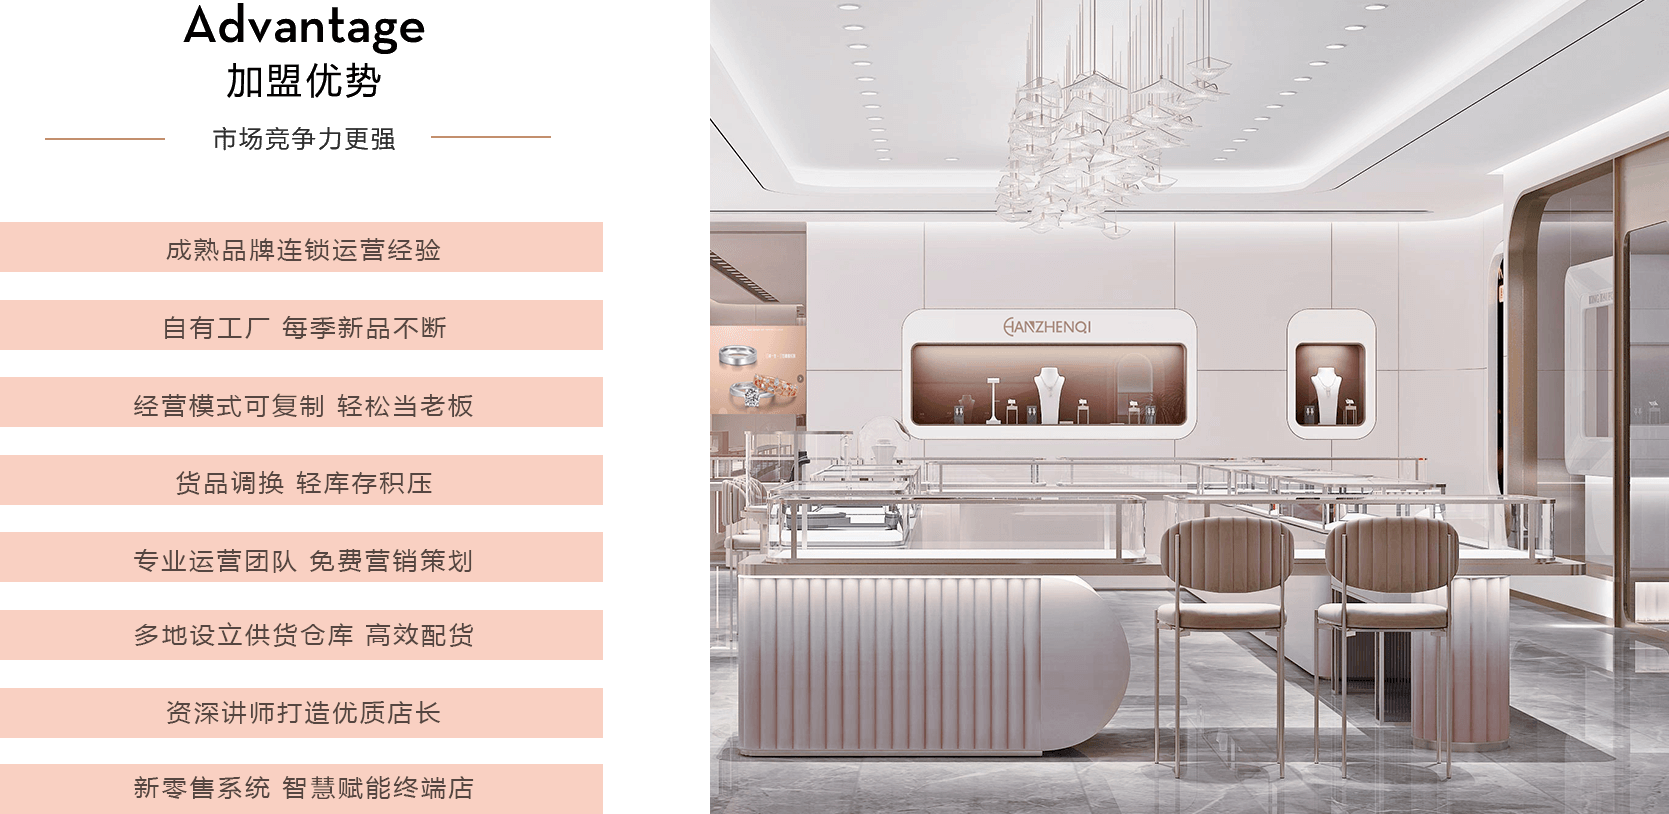 Advantage
加盟优势
市场竞争力更强
成熟品牌连锁运营经验
自有工厂 每季新品不断
经营模式可复制 轻松当老板
货品调换 轻库存积压
专业运营团队 免费营销策划
多地设立供货仓库 高效配货
资深讲师打造优质店长
新零售系统 智慧赋能终端店
HANZHENQI